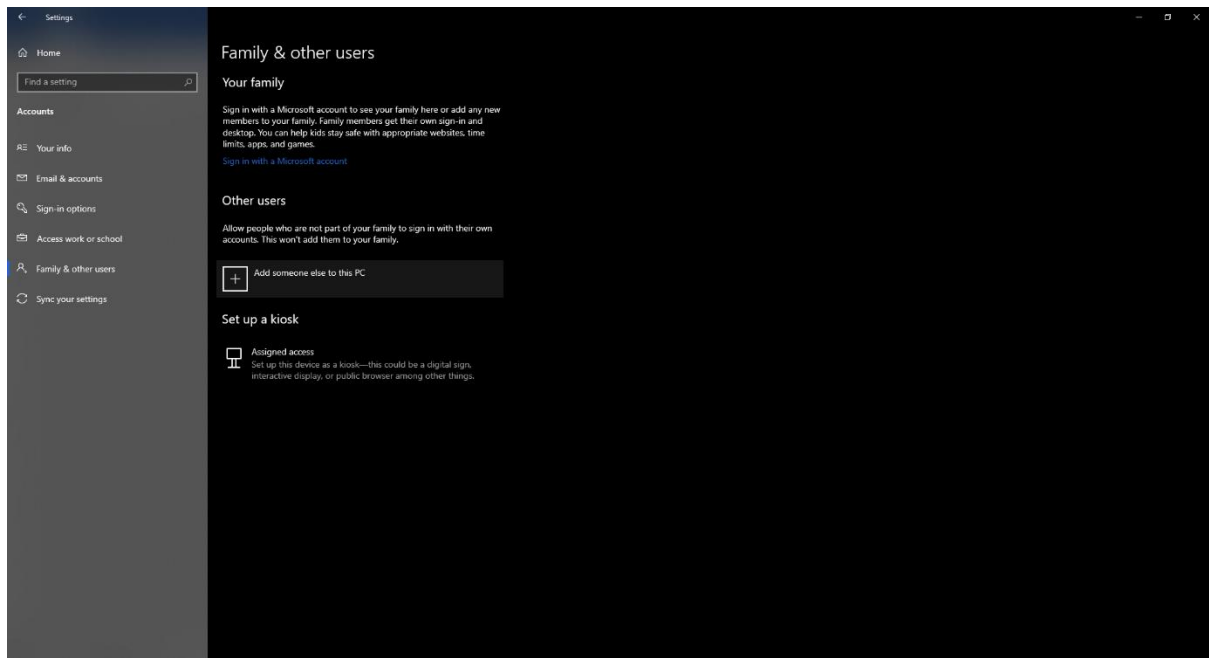 Settings
Home
Find a setting
Accounts
Your info
Email & accounts
Sign-in options
Access work or school
Family & other users
Sync your settings
Family & other users
Your family
Sign in with a Microsoft account to see your family here or add any new
members to your family. Family members get their own sign-in and
desktop. You can help kids stay safe with appropriate websites, time
limits, apps, and games.
Sign in with a Microsoft account
Other users
Allow people who are not part of your family to sign in with their own
accounts. This won't add them to your family.
Add someone else to this PC
Set up a kiosk
Assigned access
Set up this device as a kiosk—this could be a digital sign,
interactive display, or public browser among other things.